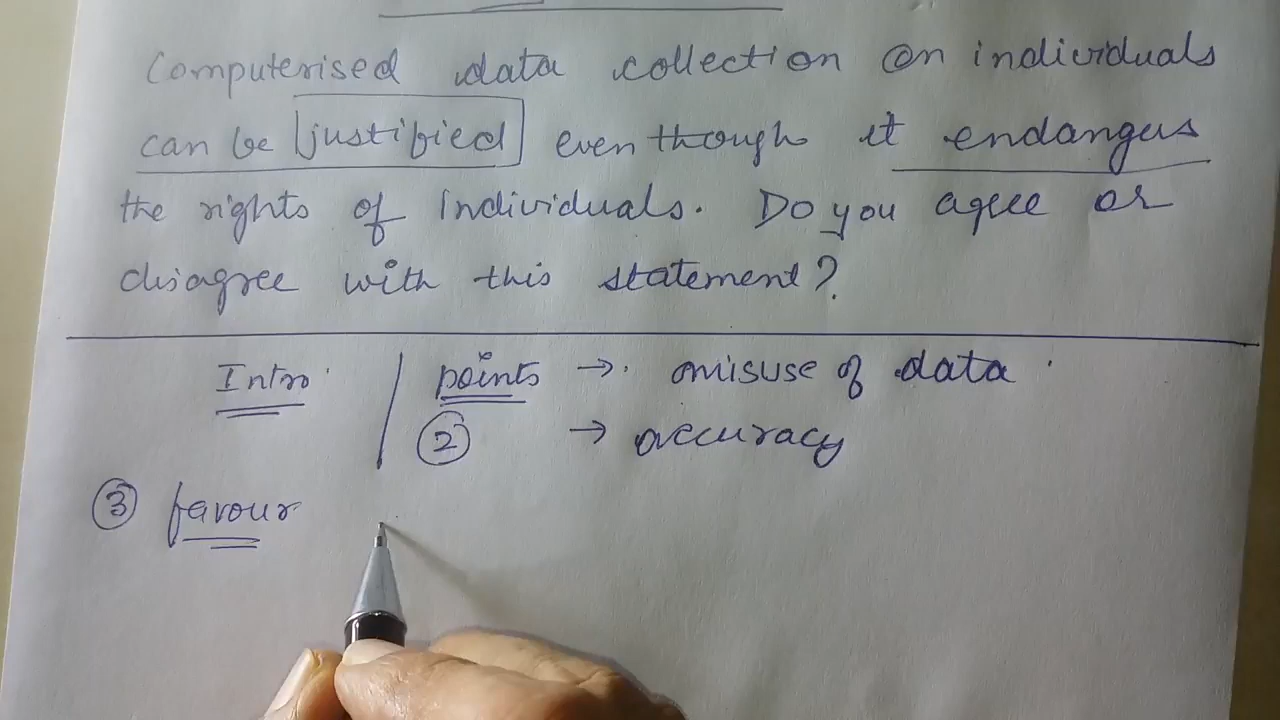 Computerised data collection on individuals
can be justified even though it endangers
the rights of individuals. Do you agree or
disagree with this statement?
Intro points → misuse of data
② → accuracy
③ favour